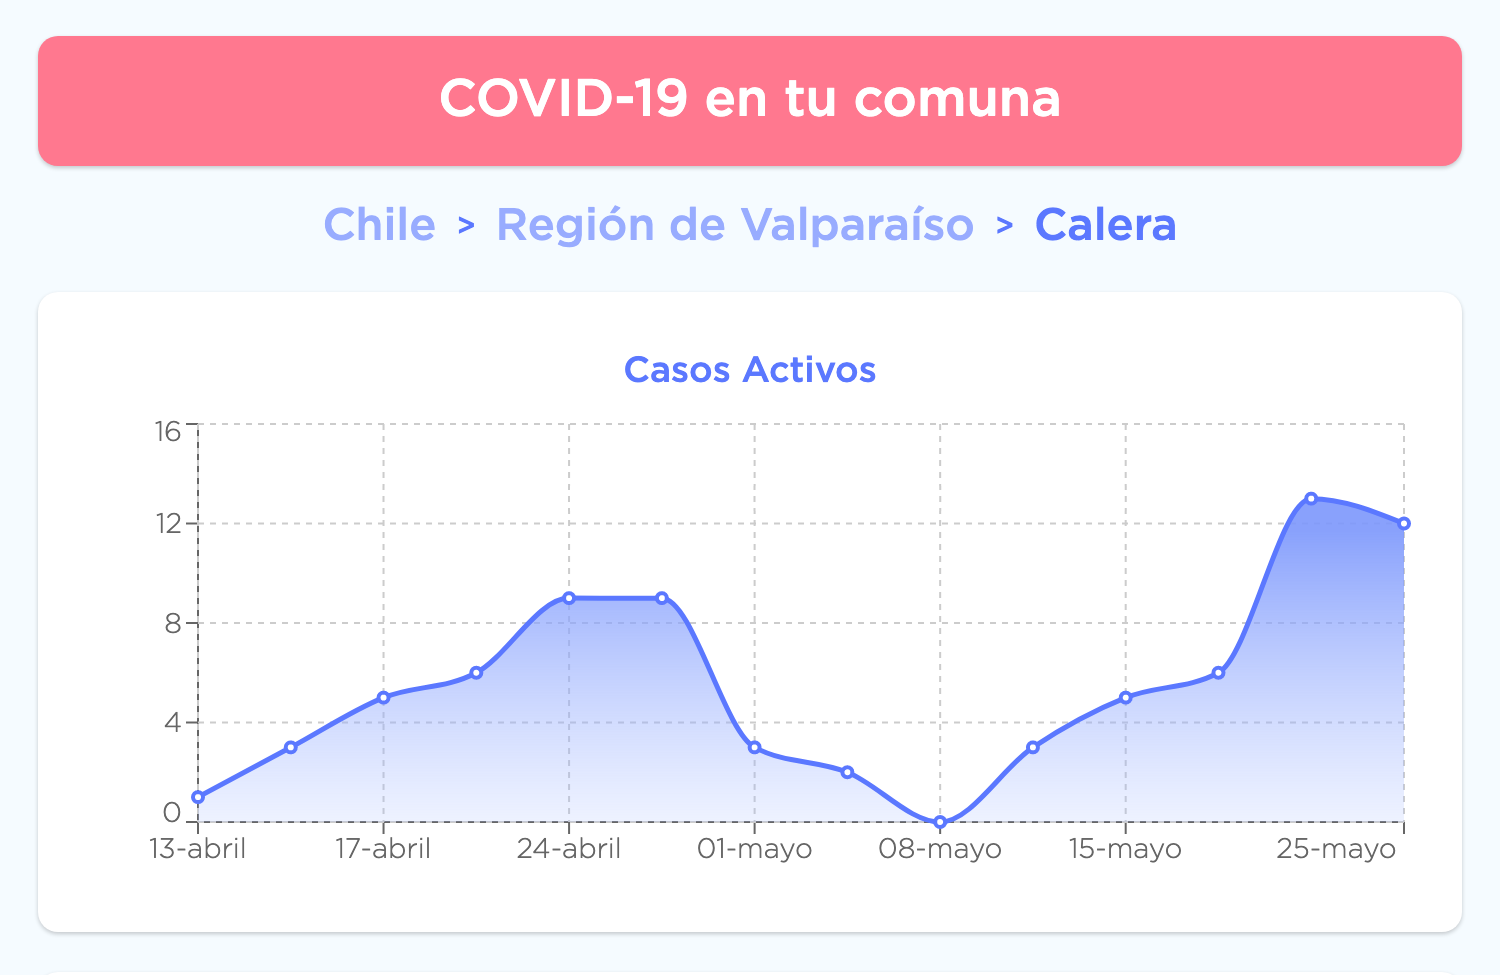 COVID-19 en tu comuna
Chile > Región de Valparaíso > Calera
Casos Activos
16
12
8
4
0
13-abril 17-abril 24-abril 01-mayo 08-mayo 15-mayo 25-mayo